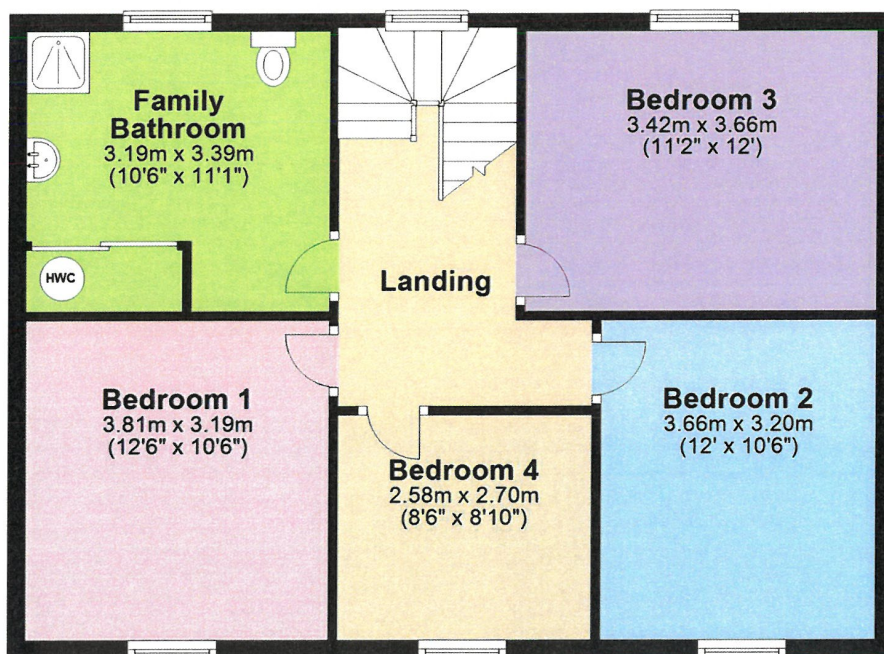 Family
Bathroom
3.19m x 3.39m
(10'6" x 11'1")
HWC
Bedroom 3
3.42m x 3.66m
(11'2" x 12')
Landing
Bedroom 1
3.81m x 3.19m
(12'6" x 10'6")
Bedroom 4
2.58m x 2.70m
(8'6" x 8'10")
Bedroom 2
3.66m x 3.20m
(12' x 10'6")